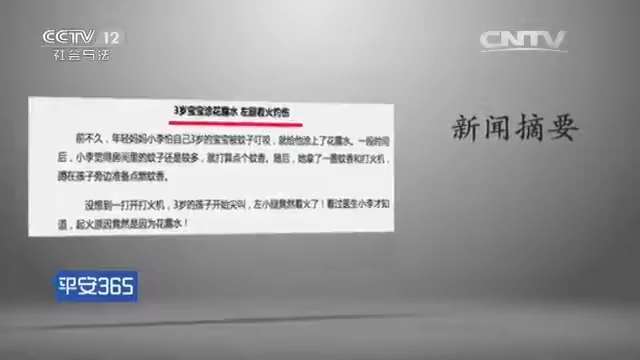 CCTV 12
社会与法
CNTV
3岁宝宝涂花露水 左腿着火灼伤
前不久，年轻妈妈小李怕自己3岁的宝宝被蚊子叮咬，就给他涂上了花露水。一段时间
后，小李觉得房间里的蚊子还是较多，就打算点个蚊香。随后，她拿了一圈蚊香和打火机，
蹲在孩子旁边准备点燃蚊香。
没想到一打开打火机，3岁的孩子开始尖叫，左小腿竟然着火了！看过医生小李才知
道，起火原因竟然是因为花露水！
新闻摘要
平安365